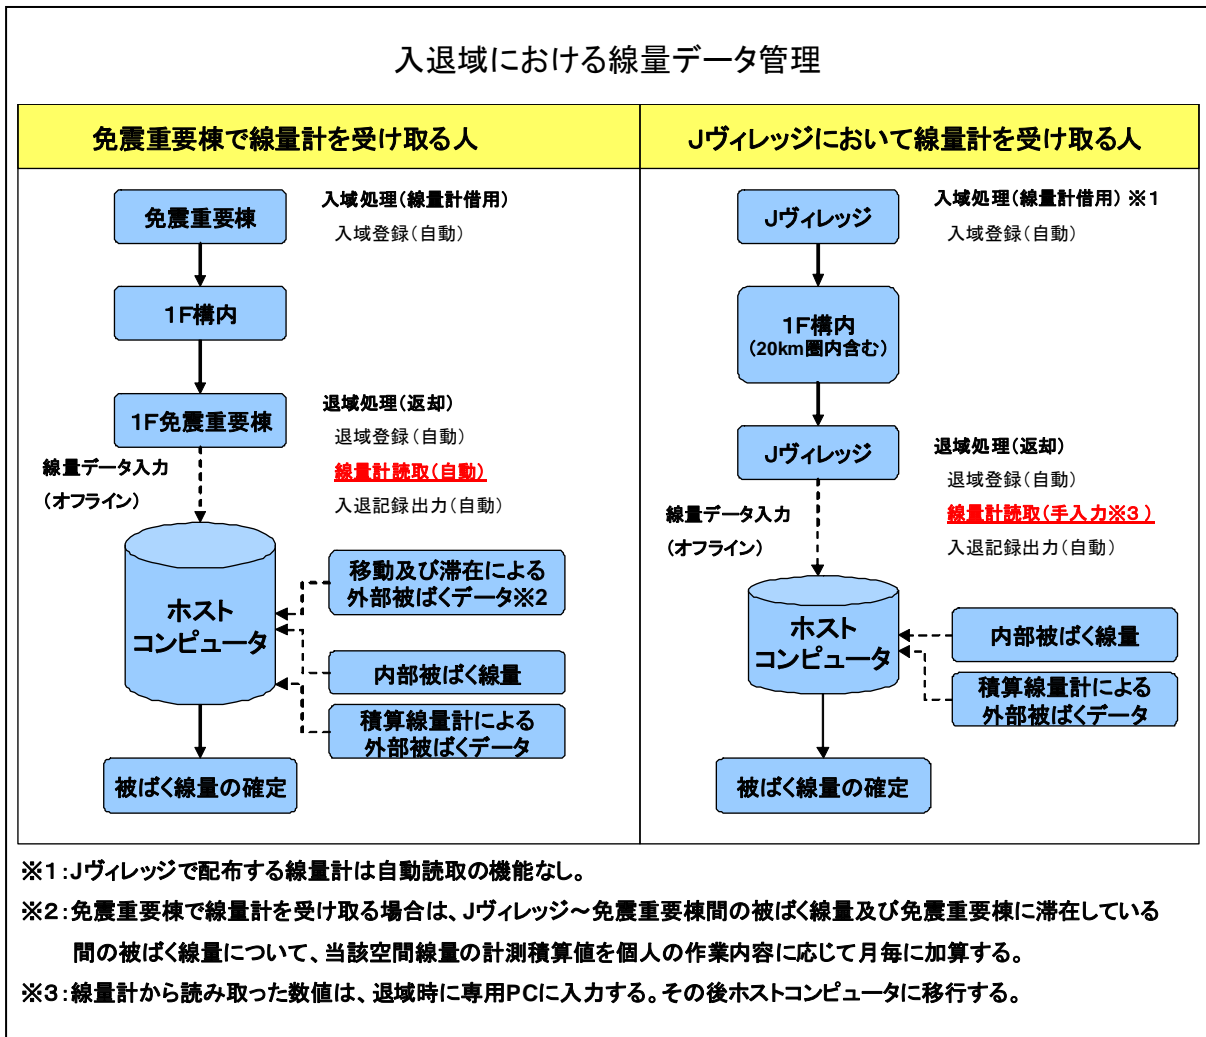 入退域における線量データ管理
免震重要棟で線量計を受け取る人
免震重要棟
入域処理(線量計借用)
入域登録(自動)
1F構内
1F免震重要棟
退域処理(返却)
退域登録(自動)
線量計読取(自動)
入退記録出力(自動)
線量データ入力
(オフライン)
ホスト
コンピュータ
移動及び滞在による
外部被ばくデータ※2
内部被ばく線量
積算線量計による
外部被ばくデータ
被ばく線量の確定
Jヴィレッジにおいて線量計を受け取る人
Jヴィレッジ
入域処理(線量計借用) ※1
入域登録(自動)
1F構内
(20km圏内含む)
Jヴィレッジ
退域処理(返却)
退域登録(自動)
線量計読取(手入力※3)
入退記録出力(自動)
線量データ入力
(オフライン)
ホスト
コンピュータ
内部被ばく線量
積算線量計による
外部被ばくデータ
被ばく線量の確定
※1:Jヴィレッジで配布する線量計は自動読取の機能なし。
※2:免震重要棟で線量計を受け取る場合は、Jヴィレッジ~免震重要棟間の被ばく線量及び免震重要棟に滞在している
間の被ばく線量について、当該空間線量の計測積算値を個人の作業内容に応じて月毎に加算する。
※3:線量計から読み取った数値は、退域時に専用PCに入力する。その後ホストコンピュータに移行する。